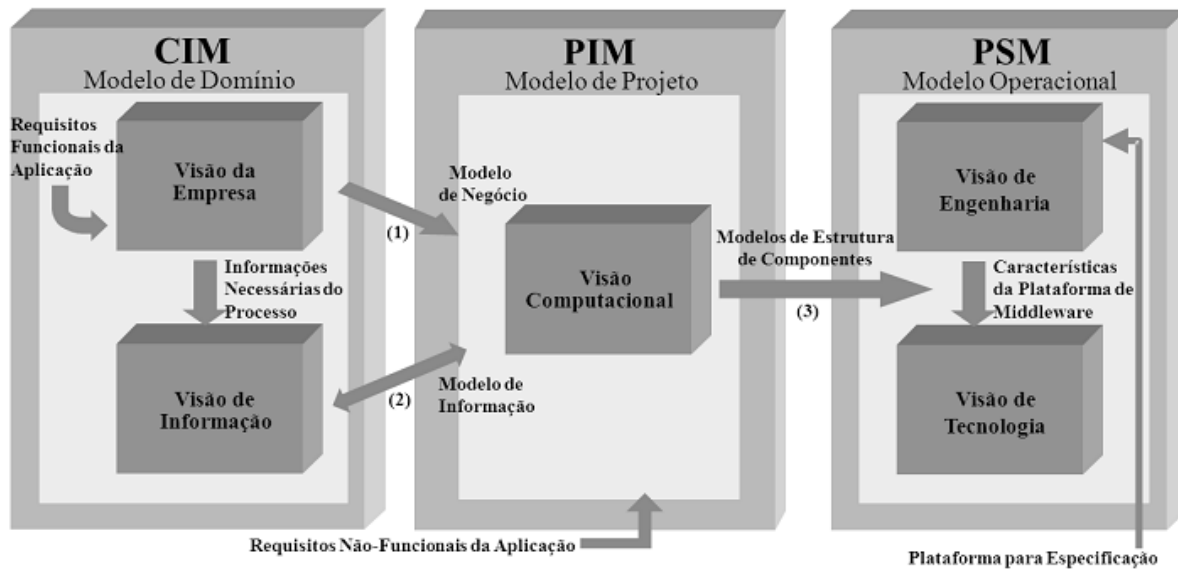 CIM
Modelo de Domínio
Requisitos
Funcionais da
Aplicação
Visão da
Empresa
Informações
Necessárias do
Processo
Visão de
Informação
(1)
(2)
PIM
Modelo de Projeto
Modelo
de Negócio
Visão
Computacional
Modelo de
Informação
Requisitos Não-Funcionais da Aplicação
Modelos de Estrutura
de Componentes
(3)
PSM
Modelo Operacional
Visão de
Engenharia
Características
da Plataforma de
Middleware
Visão de
Tecnologia
Plataforma para Especificação